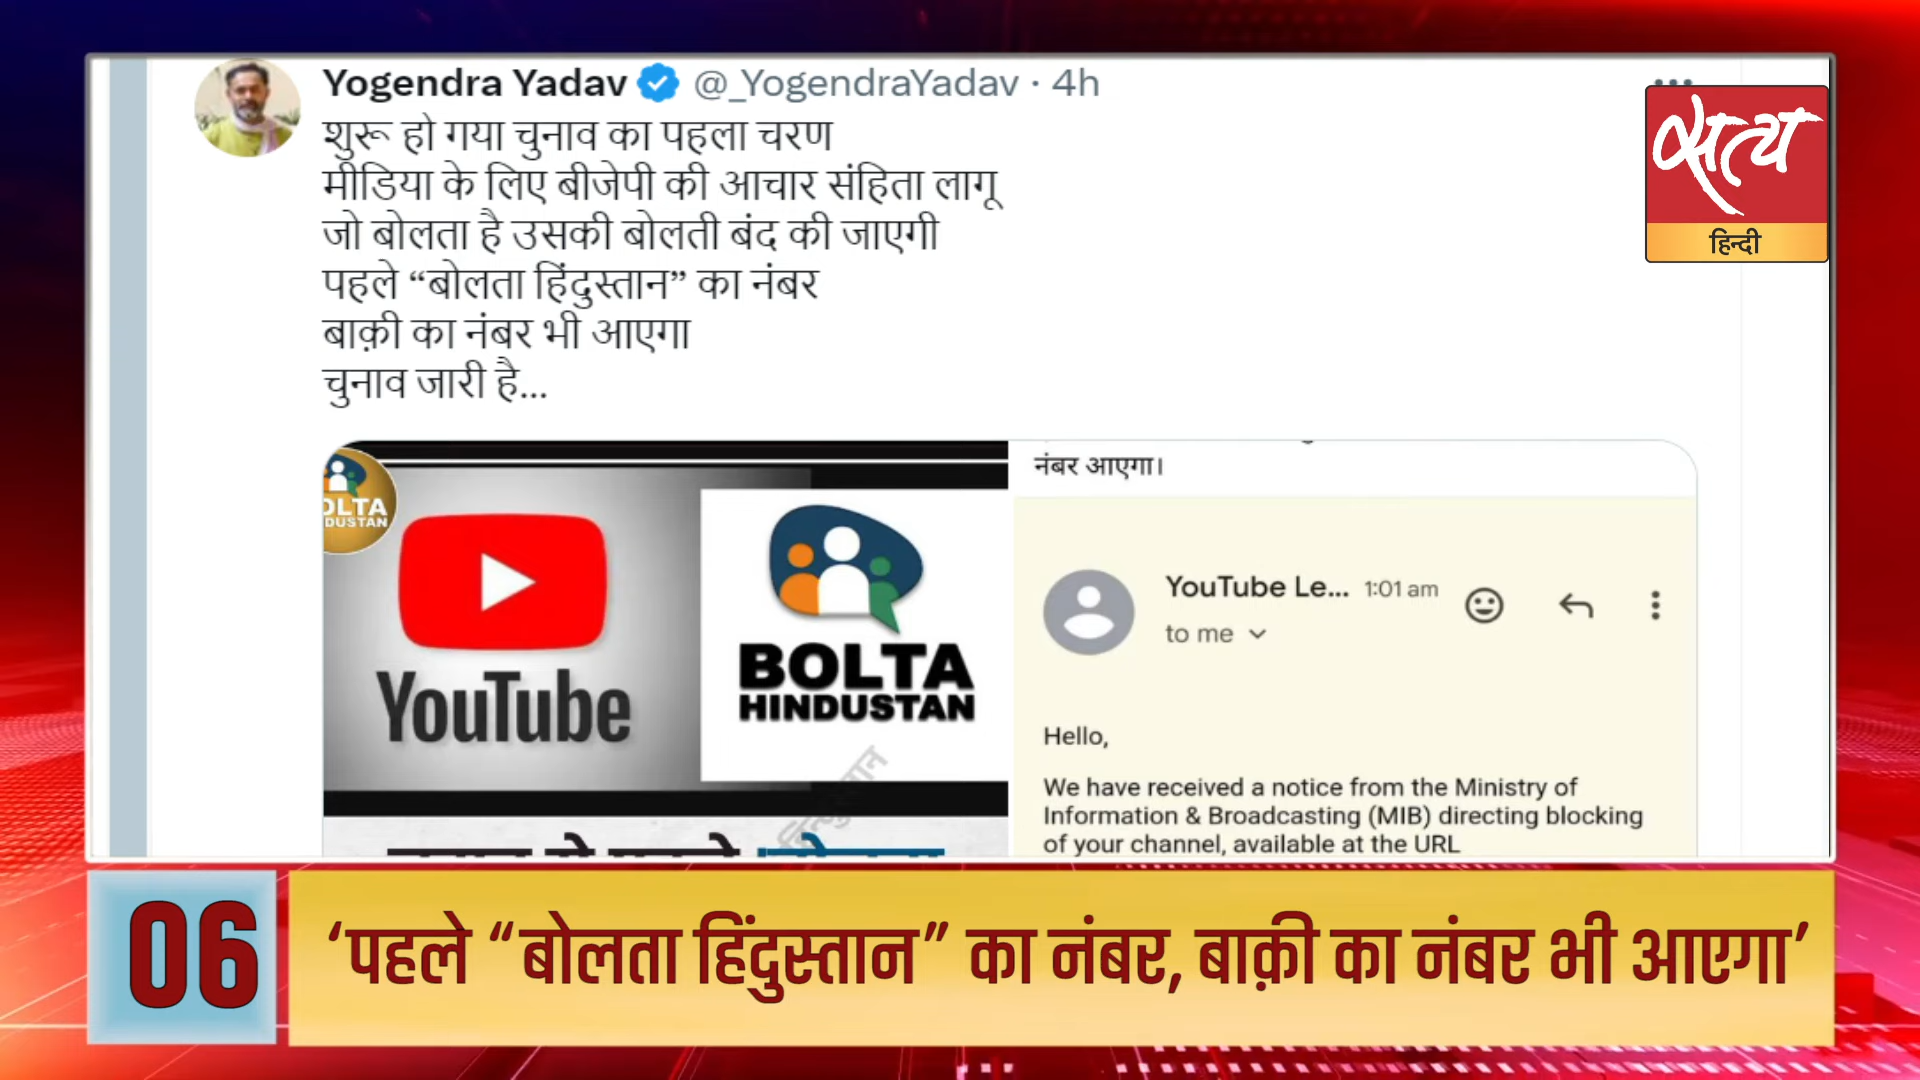 Yogendra Yadav @_YogendraYadav · 4h
शुरू हो गया चुनाव का पहला चरण
मीडिया के लिए बीजेपी की आचार संहिता लागू
जो बोलता है उसकी बोलती बंद की जाएगी
पहले “बोलता हिंदुस्तान” का नंबर
बाक़ी का नंबर भी आएगा
चुनाव जारी है...
सत्य
हिन्दी
YouTube
BOLTA
HINDUSTAN
नंबर आएगा।
YouTube Le... 1:01 am
to me
Hello,
We have received a notice from the Ministry of
Information & Broadcasting (MIB) directing blocking
of your channel, available at the URL
06
‘पहले “बोलता हिंदुस्तान” का नंबर, बाक़ी का नंबर भी आएगा’